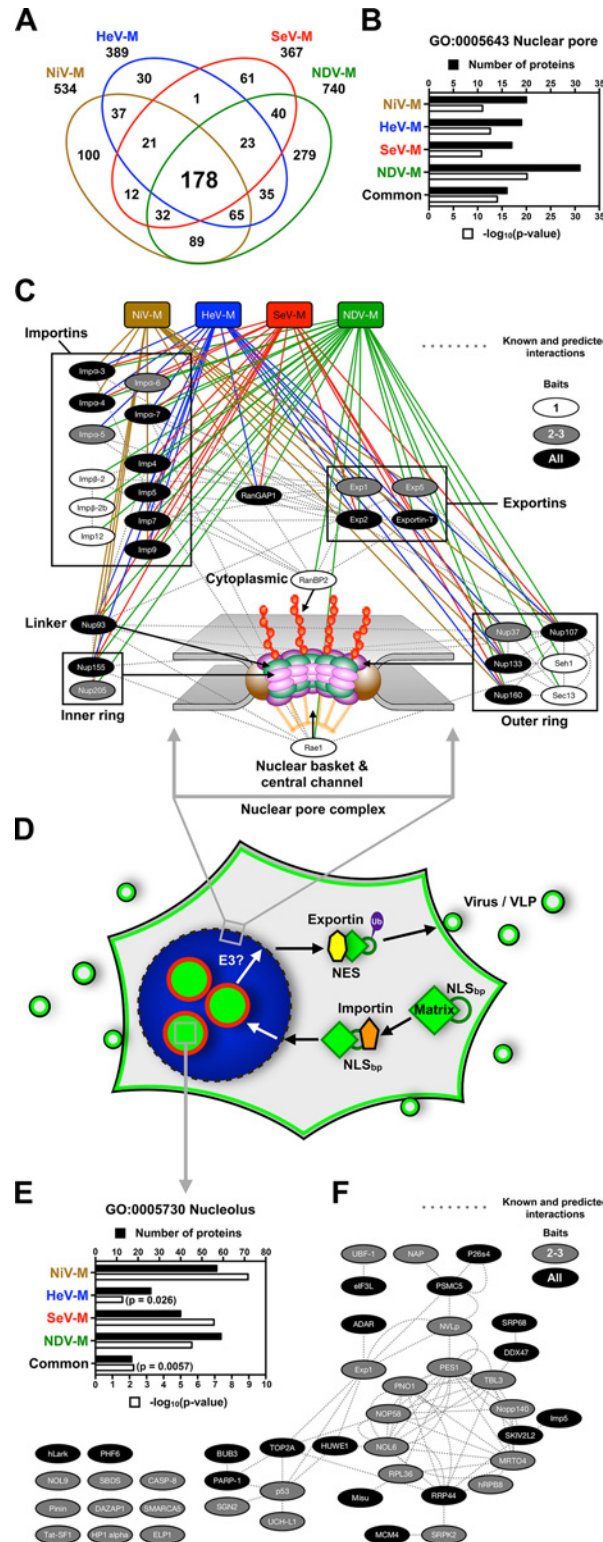 A
HeV-M
389
SeV-M
367
NiV-M
534
NDV-M
740
30
61
37
1
40
100
21
23
279
178
12
35
32
65
89
B
GO:0005643 Nuclear pore
Number of proteins
0 5 10 15 20 25 30 35
NiV-M
HeV-M
SeV-M
NDV-M
Common
0 5 10 15 20 25 30 35
-log10(p-value)
C
NiV-M HeV-M SeV-M NDV-M
Importins
Known and predicted
interactions
Baits
1
2-3
All
Impα-3
Impα-6
Impα-4
Impα-7
Impα-5
Imp4
Impβ-2
Imp5
Impβ-2b
Imp7
Imp12
Imp9
RanGAP1
Exp1
Exp5
Exp2
Exportin-T
Exportins
Cytoplasmic
RanBP2
Linker
Nup93
Nup155
Nup205
Inner ring
Nup37
Nup107
Nup133
Seh1
Nup160
Sec13
Outer ring
Rae1
Nuclear basket &
central channel
Nuclear pore complex
D
Virus / VLP
Exportin
Ub
E3?
NES
NLSbp
Importin
Matrix
NLSbp
E
GO:0005730 Nucleolus
Number of proteins
0 10 20 30 40 50 60 70 80
NiV-M
HeV-M
(p = 0.026)
SeV-M
NDV-M
Common
(p = 0.0057)
0 1 2 3 4 5 6 7 8 9 10
-log10(p-value)
F
Known and predicted
interactions
Baits
2-3
All
UBF-1
NAP
P26s4
eIF3L
PSMC5
ADAR
NVLp
SRP68
DDX47
Exp1
PES1
TBL3
PNO1
Nopp140
NOP58
Imp5
SKIV2L2
NOL6
MRTO4
RPL36
hRPB8
Misu
RRP44
MCM4
SRPK2
hLark
PHF6
BUB3
TOP2A
HUWE1
NOL9
SBDS
CASP-8
PARP-1
p53
Pinin
DAZAP1
SMARCA5
SGN2
UCH-L1
Tat-SF1
HP1 alpha
ELP1